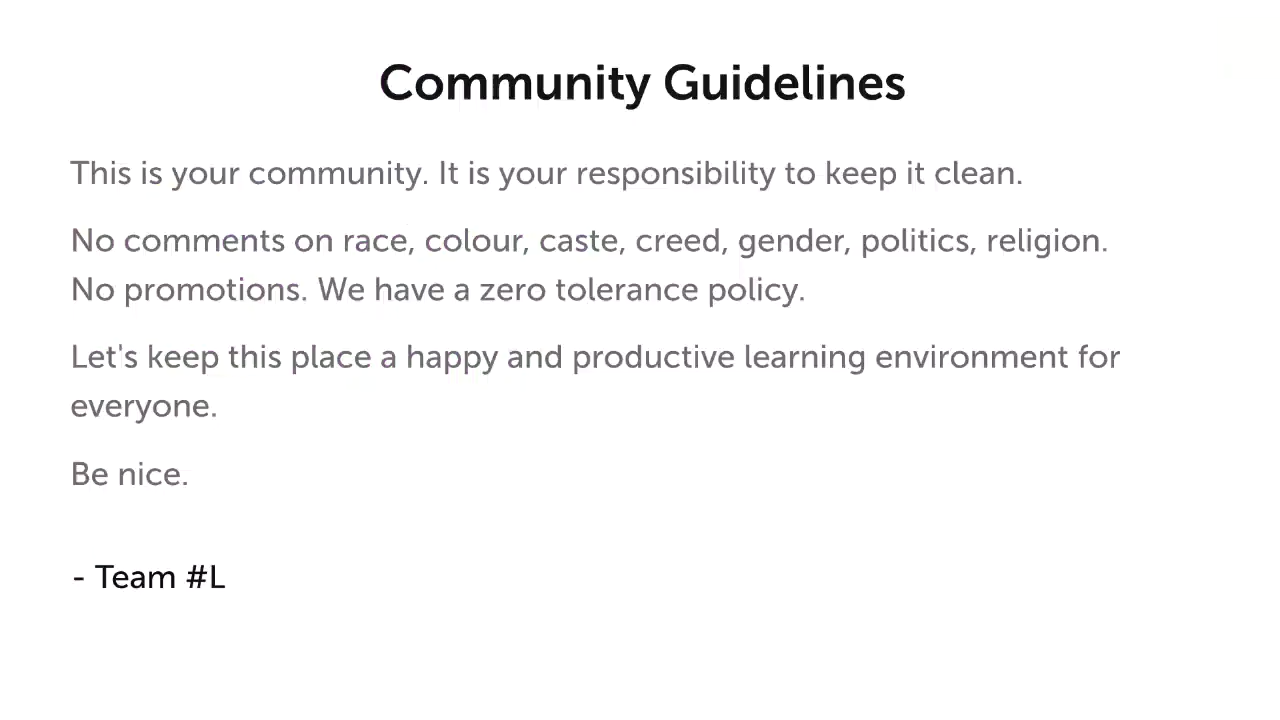 Community Guidelines
This is your community. It is your responsibility to keep it clean.
No comments on race, colour, caste, creed, gender, politics, religion.
No promotions. We have a zero tolerance policy.
Let's keep this place a happy and productive learning environment for
everyone.
Be nice.
- Team #L